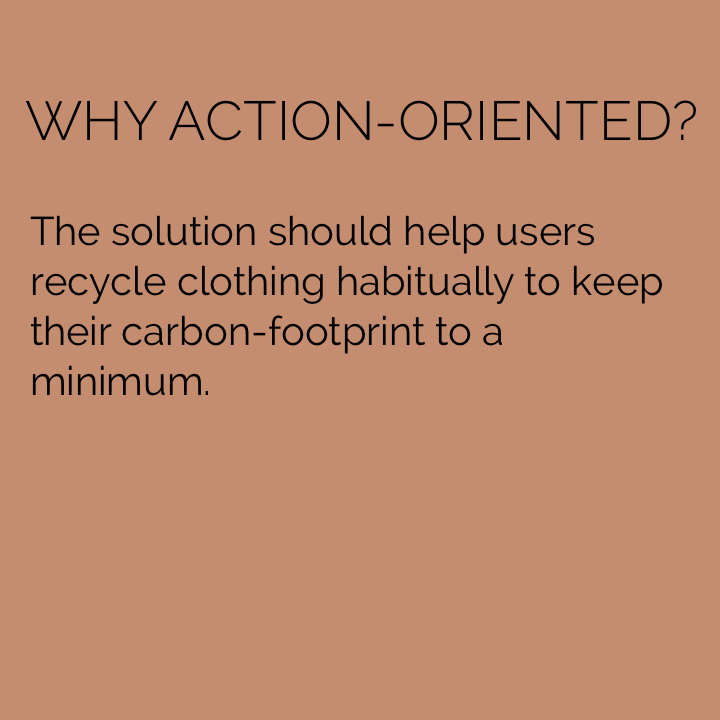 WHY ACTION-ORIENTED?
The solution should help users
recycle clothing habitually to keep
their carbon-footprint to a
minimum.